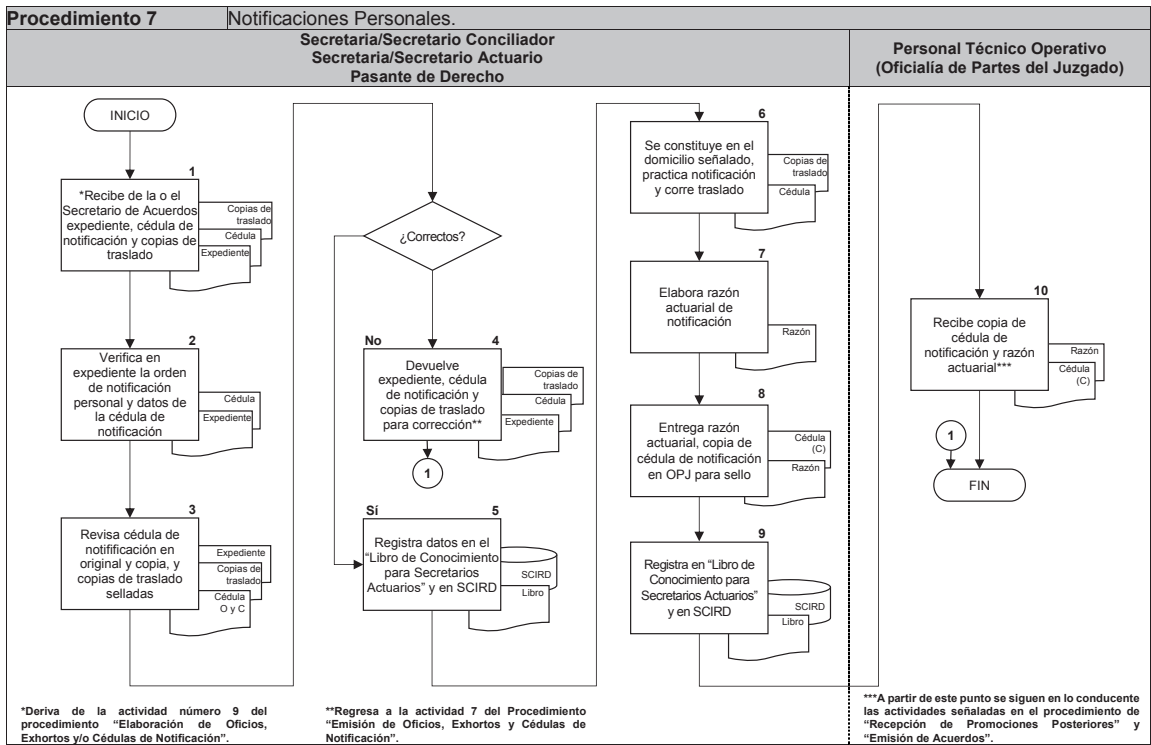 Procedimiento 7
Notificaciones Personales.
Secretaria/Secretario Conciliador
Secretaria/Secretario Actuario
Pasante de Derecho
Personal Técnico Operativo
(Oficialía de Partes del Juzgado)
INICIO
1
*Recibe de la o el
Secretario de Acuerdos
expediente, cédula de
notificación y copias de
traslado
Copias de
traslado
Cédula
Expediente
2
Verifica en
expediente la orden
de notificación
personal y datos de
la cédula de
notificación
Cédula
Expediente
3
Revisa cédula de
notifificación en
original y copia, y
copias de traslado
selladas
Expediente
Copias de
traslado
Cédula
O y C
*Deriva de la actividad número 9 del
procedimiento “Elaboración de Oficios,
Exhortos y/o Cédulas de Notificación”.
¿Correctos?
No
4
Devuelve
expediente, cédula
de notificación y
copias de traslado
para corrección**
Copias de
traslado
Cédula
Expediente
1
Sí
5
Registra datos en el
“Libro de Conocimiento
para Secretarios
Actuarios” y en SCIRD
SCIRD
Libro
**Regresa a la actividad 7 del Procedimiento
“Emisión de Oficios, Exhortos y Cédulas de
Notificación”.
6
Se constituye en el
domicilio señalado,
practica notificación
y corre traslado
Copias de
traslado
Cédula
7
Elabora razón
actuarial de
notificación
Razón
8
Entrega razón
actuarial, copia de
cédula de notificación
en OPJ para sello
Cédula
(C)
Razón
9
Registra en “Libro de
Conocimiento para
Secretarios Actuarios”
y en SCIRD
SCIRD
Libro
10
Recibe copia de
cédula de
notificación y razón
actuarial***
Razón
Cédula
(C)
1
FIN
***A partir de este punto se siguen en lo conducente
las actividades señaladas en el procedimiento de
“Recepción de Promociones Posteriores” y
“Emisión de Acuerdos”.